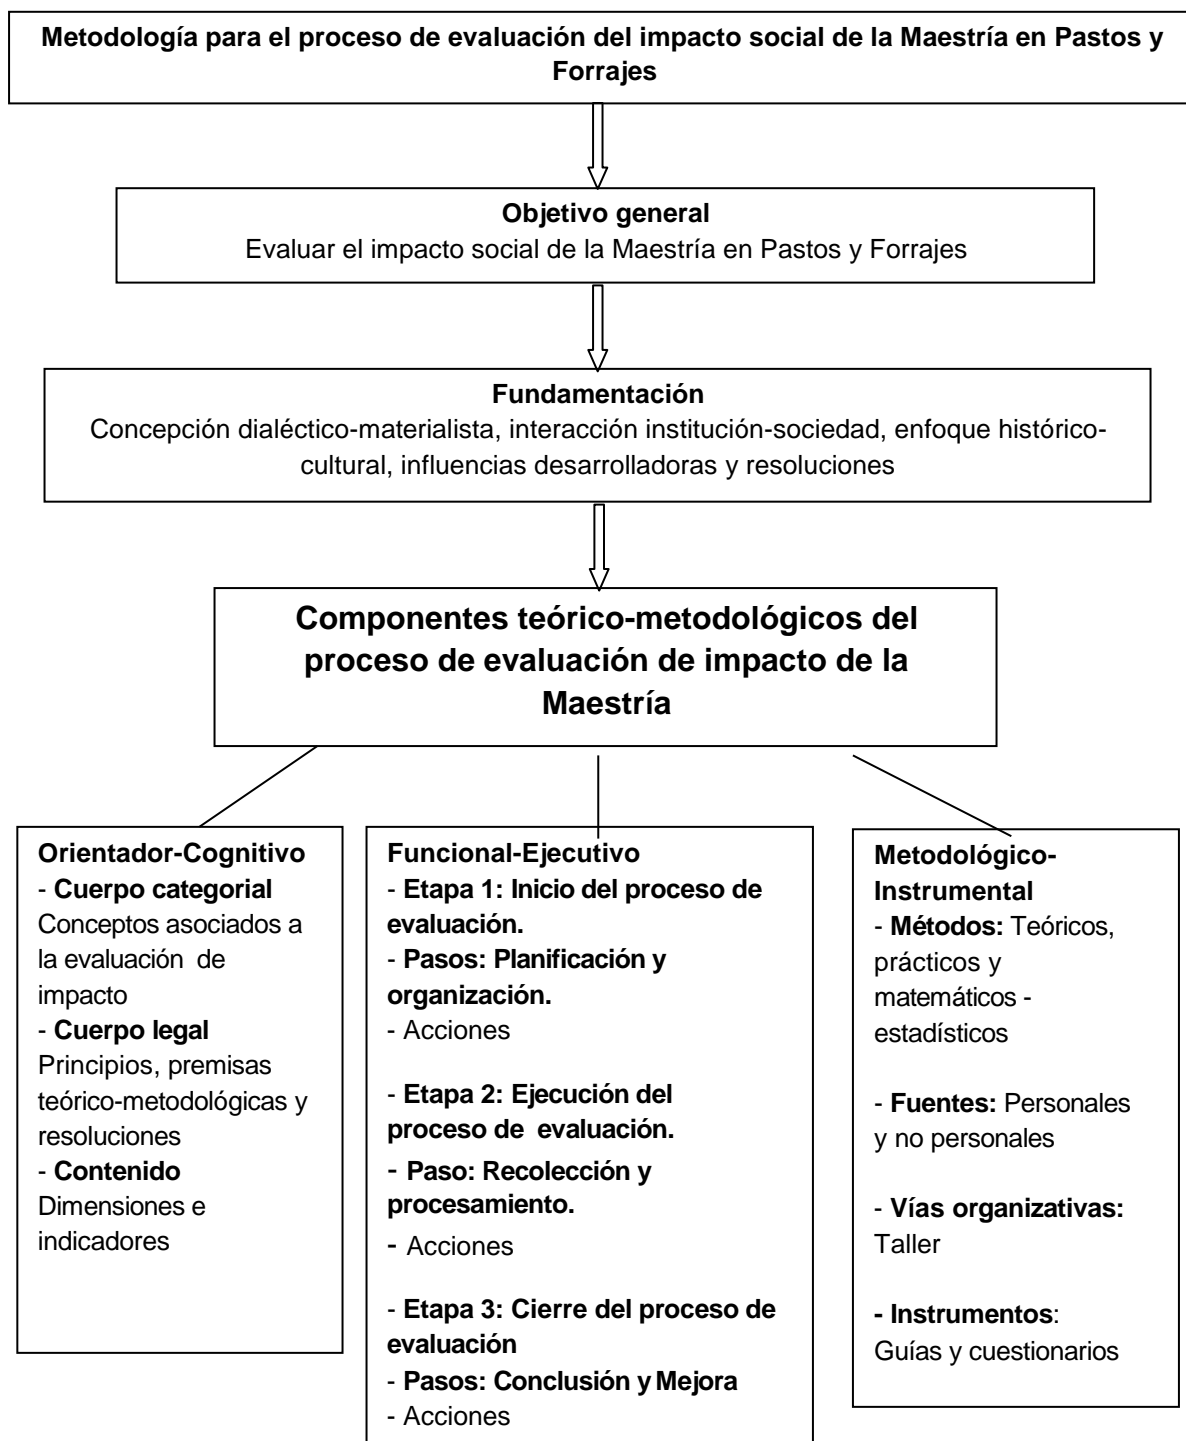 Metodología para el proceso de evaluación del impacto social de la Maestría en Pastos y
Forrajes
Objetivo general
Evaluar el impacto social de la Maestría en Pastos y Forrajes
Fundamentación
Concepción dialéctico-materialista, interacción institución-sociedad, enfoque histórico-
cultural, influencias desarrolladoras y resoluciones
Componentes teórico-metodológicos del
proceso de evaluación de impacto de la
Maestría
Orientador-Cognitivo
- Cuerpo categorial
Conceptos asociados a
la evaluación de
impacto
- Cuerpo legal
Principios, premisas
teórico-metodológicas y
resoluciones
- Contenido
Dimensiones e
indicadores
Funcional-Ejecutivo
- Etapa 1: Inicio del proceso de
evaluación.
- Pasos: Planificación y
organización.
- Acciones
- Etapa 2: Ejecución del
proceso de evaluación.
- Paso: Recolección y
procesamiento.
- Acciones
- Etapa 3: Cierre del proceso de
evaluación
- Pasos: Conclusión y Mejora
- Acciones
Metodológico-
Instrumental
- Métodos: Teóricos,
prácticos y
matemáticos -
estadísticos
- Fuentes: Personales
y no personales
- Vías organizativas:
Taller
- Instrumentos:
Guías y cuestionarios